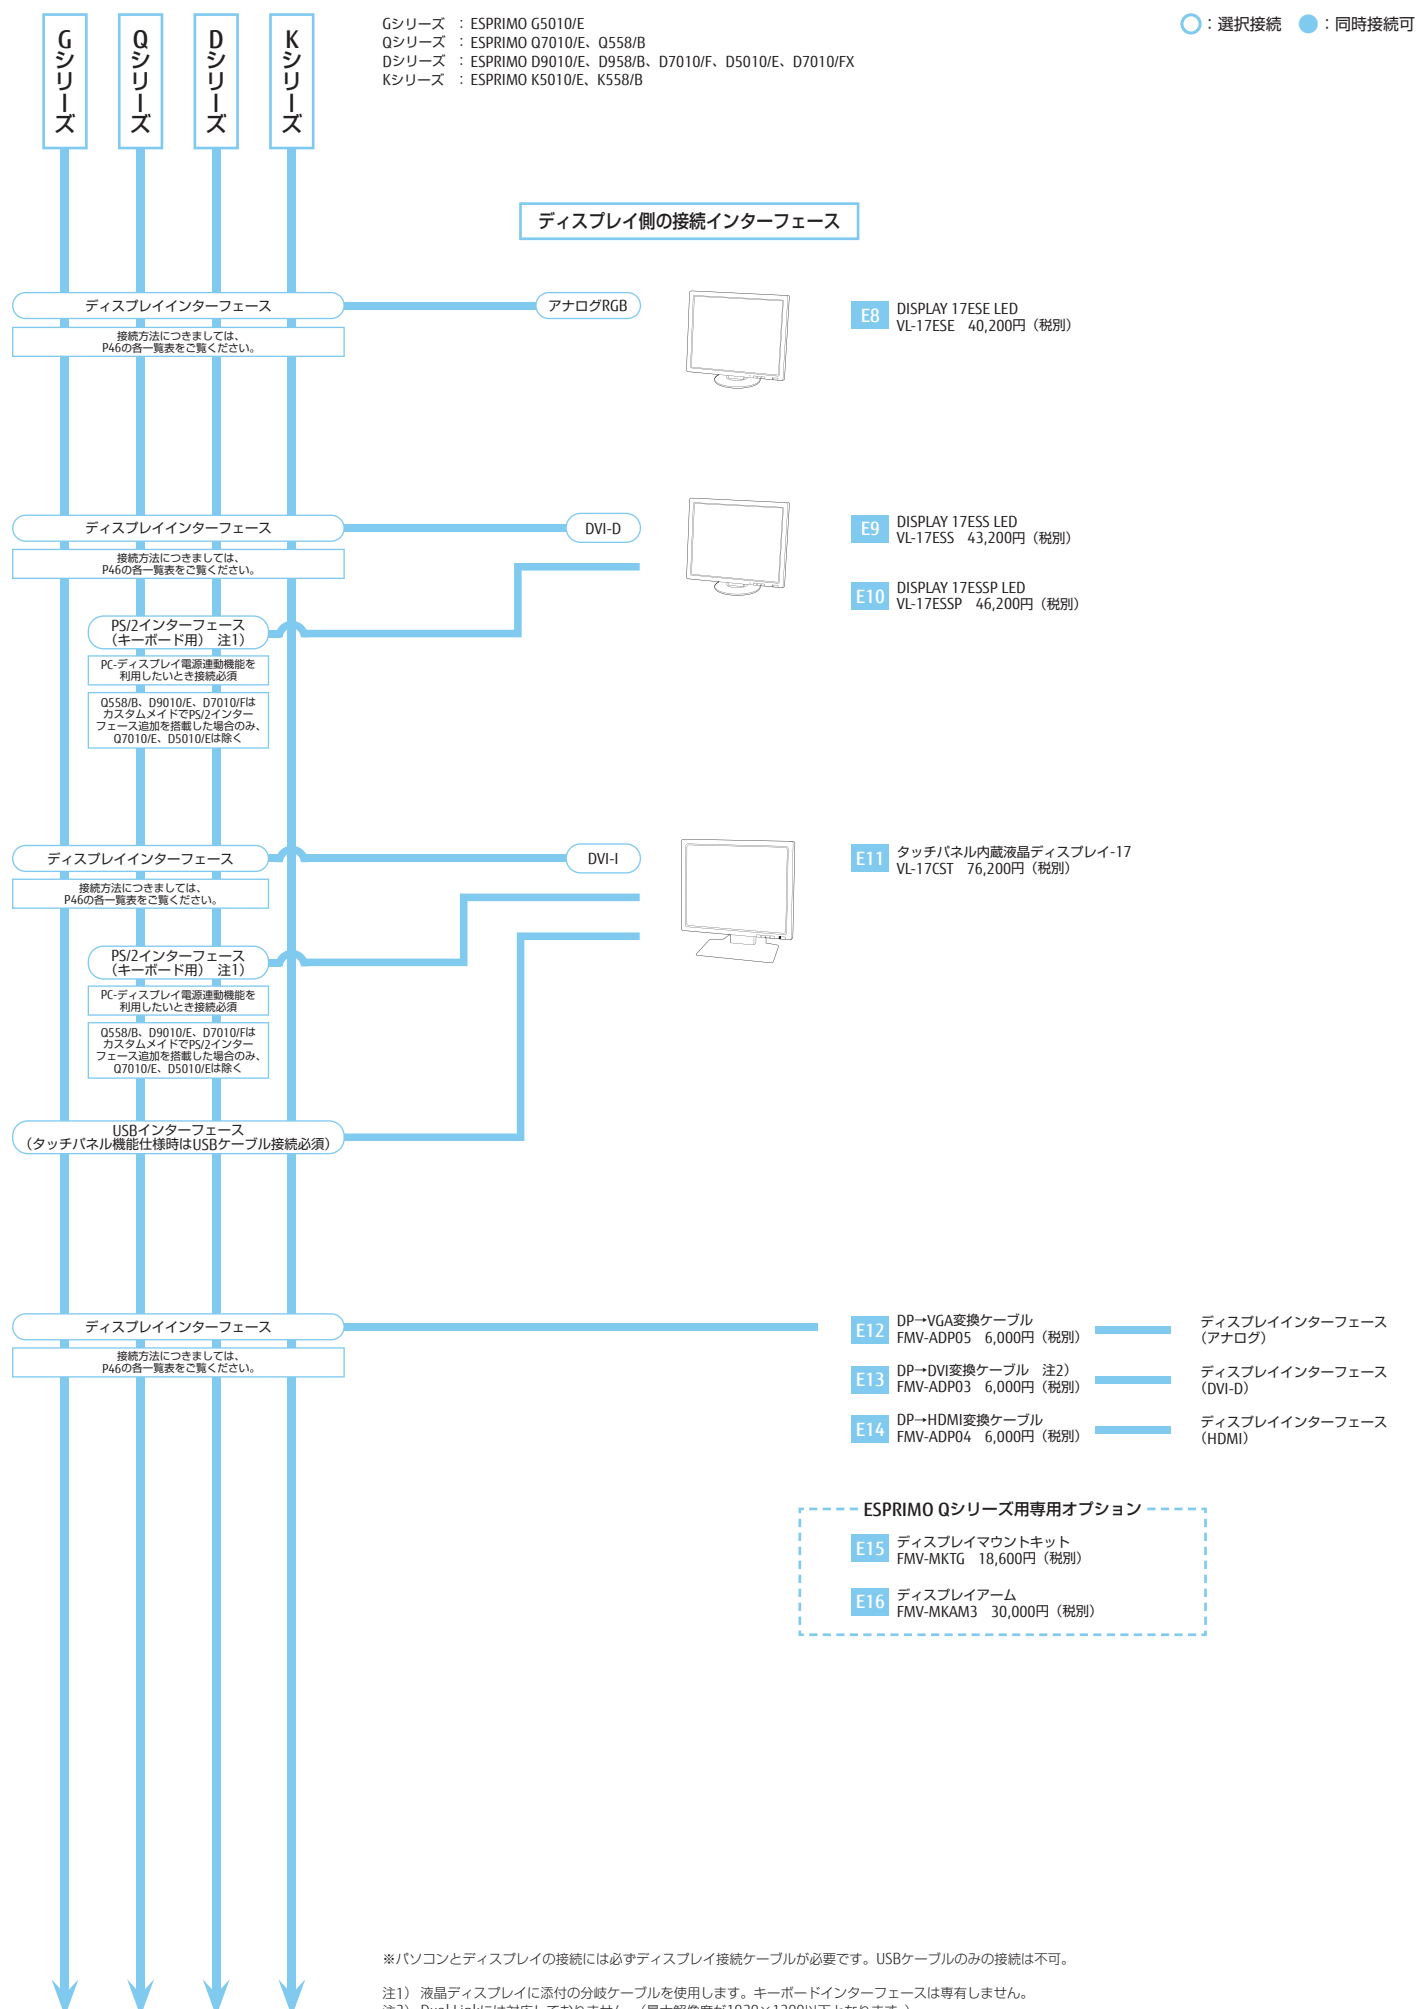 Gシリーズ
Qシリーズ
Dシリーズ
Kシリーズ
Gシリーズ ：ESPRIMO G5010/E
Qシリーズ ：ESPRIMO Q7010/E、Q558/B
Dシリーズ ：ESPRIMO D9010/E、D958/B、D7010/F、D5010/E、D7010/FX
Kシリーズ ：ESPRIMO K5010/E、K558/B
：選択接続 ：同時接続可
ディスプレイ側の接続インターフェース
ディスプレイインターフェース
接続方法につきましては、
P46の各一覧表をご覧ください。
アナログRGB
E8 DISPLAY 17ESE LED
VL-17ESE 40,200円（税別）
ディスプレイインターフェース
接続方法につきましては、
P46の各一覧表をご覧ください。
DVI-D
E9 DISPLAY 17ESS LED
VL-17ESS 43,200円（税別）
E10 DISPLAY 17ESSP LED
VL-17ESSP 46,200円（税別）
PS/2インターフェース
（キーボード用） 注1）
PC-ディスプレイ電源連動機能を
利用したいとき接続必須
Q558/B、D9010/E、D7010/Fは
カスタムメイドでPS/2インター
フェース追加を搭載した場合のみ、
Q7010/E、D5010/Eは除く
ディスプレイインターフェース
接続方法につきましては、
P46の各一覧表をご覧ください。
DVI-I
E11 タッチパネル内蔵液晶ディスプレイ-17
VL-17CST 76,200円（税別）
PS/2インターフェース
（キーボード用） 注1）
PC-ディスプレイ電源連動機能を
利用したいとき接続必須
Q558/B、D9010/E、D7010/Fは
カスタムメイドでPS/2インター
フェース追加を搭載した場合のみ、
Q7010/E、D5010/Eは除く
USBインターフェース
（タッチパネル機能仕様時はUSBケーブル接続必須）
ディスプレイインターフェース
接続方法につきましては、
P46の各一覧表をご覧ください。
E12 DP→VGA変換ケーブル
FMV-ADP05 6,000円（税別）
ディスプレイインターフェース
（アナログ）
E13 DP→DVI変換ケーブル 注2）
FMV-ADP03 6,000円（税別）
ディスプレイインターフェース
（DVI-D）
E14 DP→HDMI変換ケーブル
FMV-ADP04 6,000円（税別）
ディスプレイインターフェース
（HDMI）
ESPRIMO Qシリーズ用専用オプション
E15 ディスプレイマウントキット
FMV-MKTG 18,600円（税別）
E16 ディスプレイアーム
FMV-MKAM3 30,000円（税別）
※パソコンとディスプレイの接続には必ずディスプレイ接続ケーブルが必要です。USBケーブルのみの接続は不可。
注1） 液晶ディスプレイに添付の分岐ケーブルを使用します。キーボードインターフェースは専有しません。
注2） Dual Linkには対応しておりません。（最大解像度が1920×1200以下となります。）